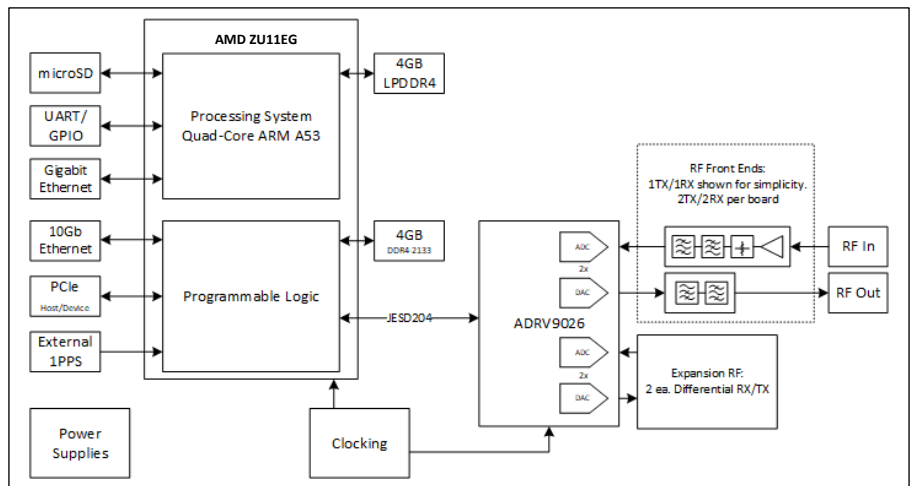 AMD ZU11EG
microSD
UART/
GPIO
Gigabit
Ethernet
Processing System
Quad-Core ARM A53
4GB
LPDDR4
10Gb
Ethernet
PCIe
Host/Device
External
1PPS
Programmable Logic
4GB
DDR4-2133
JESD204
ADRV9026
ADC
2x
DAC
ADC
2x
DAC
RF Front Ends:
1TX/1RX shown for simplicity.
2TX/2RX per board
RF In
RF Out
Expansion RF:
2 ea. Differential RX/TX
Power
Supplies
Clocking